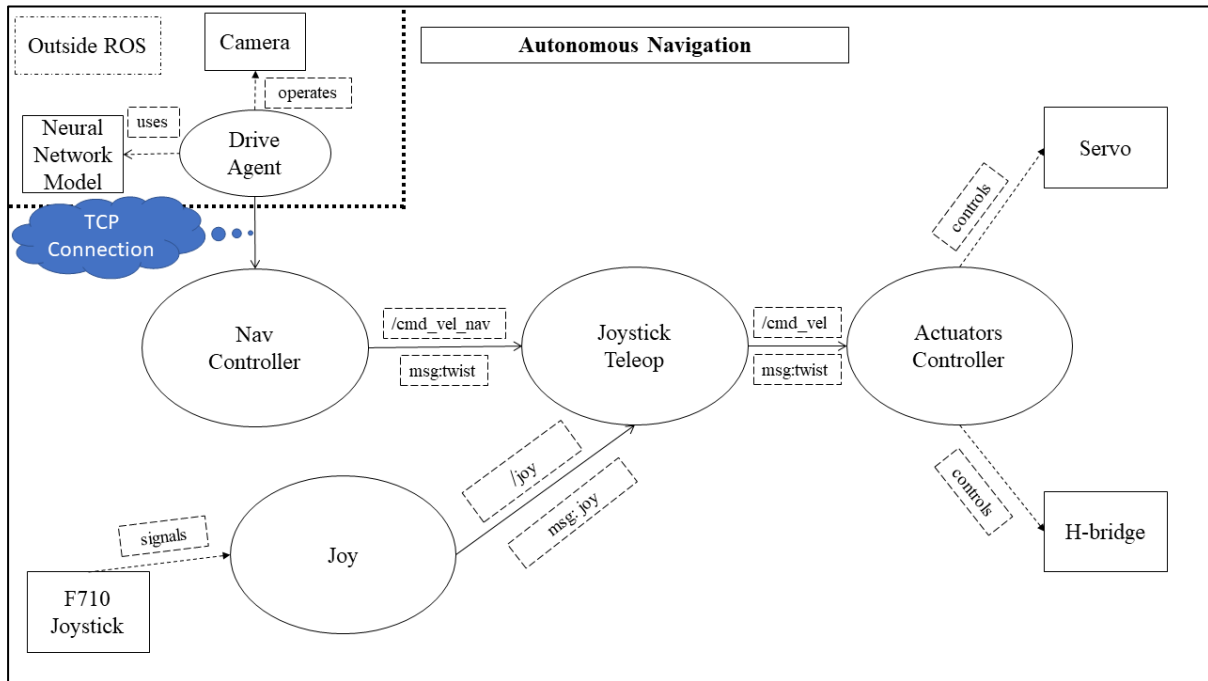 Outside ROS
Camera
Autonomous Navigation
operates
uses
Neural
Network
Model
Drive
Agent
Servo
TCP
Connection
controls
Nav
Controller
/cmd_vel_nav
msg:twist
Joystick
Teleop
/cmd_vel
msg:twist
Actuators
Controller
/joy
msg: joy
controls
signals
Joy
H-bridge
F710
Joystick